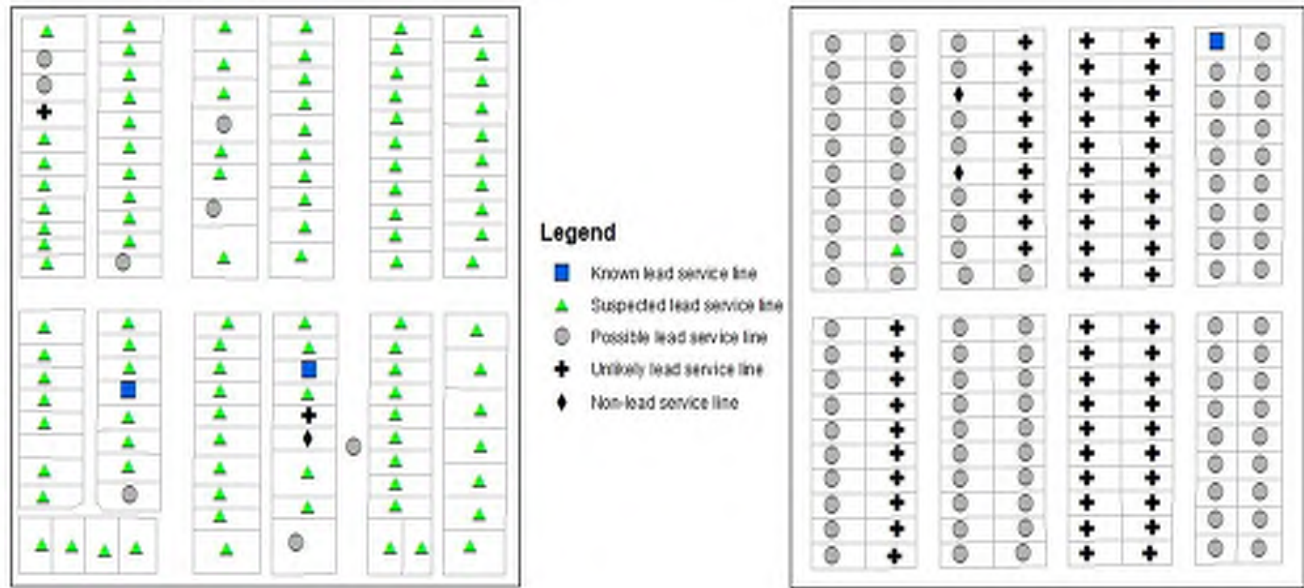 Legend
Known lead service line
Suspected lead service line
Possible lead service line
Unlikely lead service line
Non-lead service line